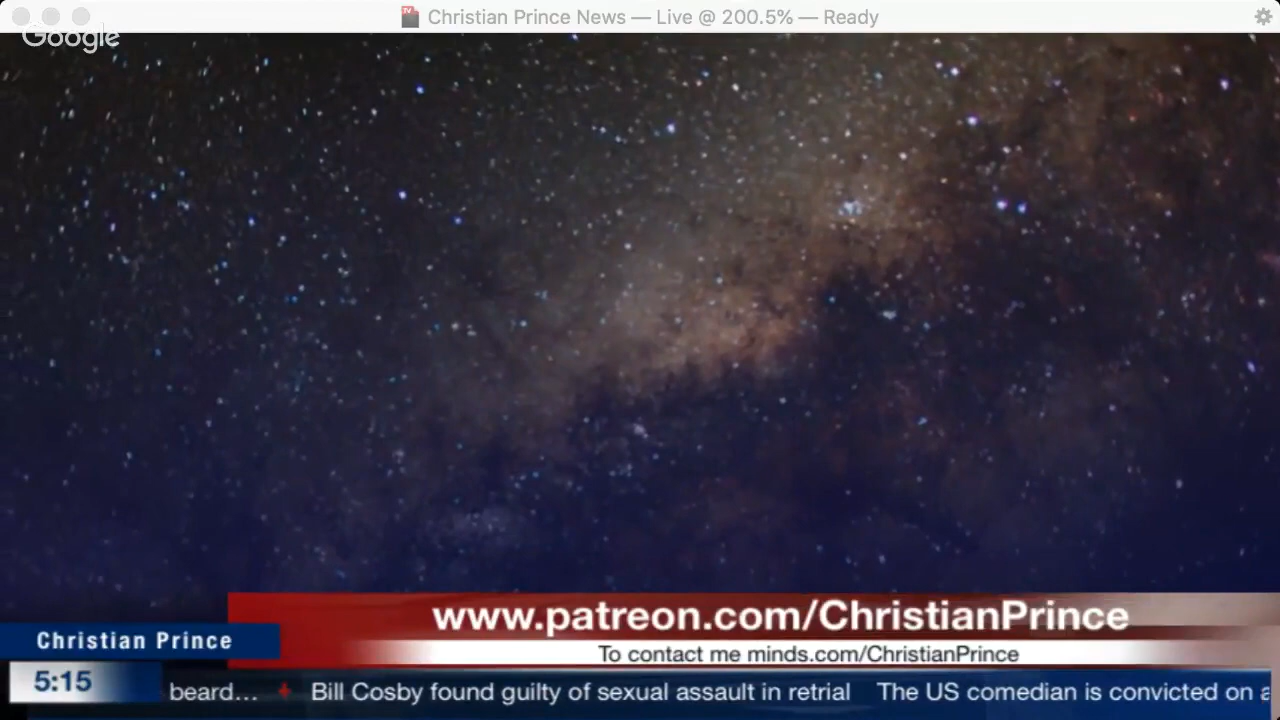 Christian Prince News — Live @ 200.5% — Ready
Google
www.patreon.com/ChristianPrince
To contact me minds.com/ChristianPrince
Christian Prince
5:15
beard... + Bill Cosby found guilty of sexual assault in retrial The US comedian is convicted on a